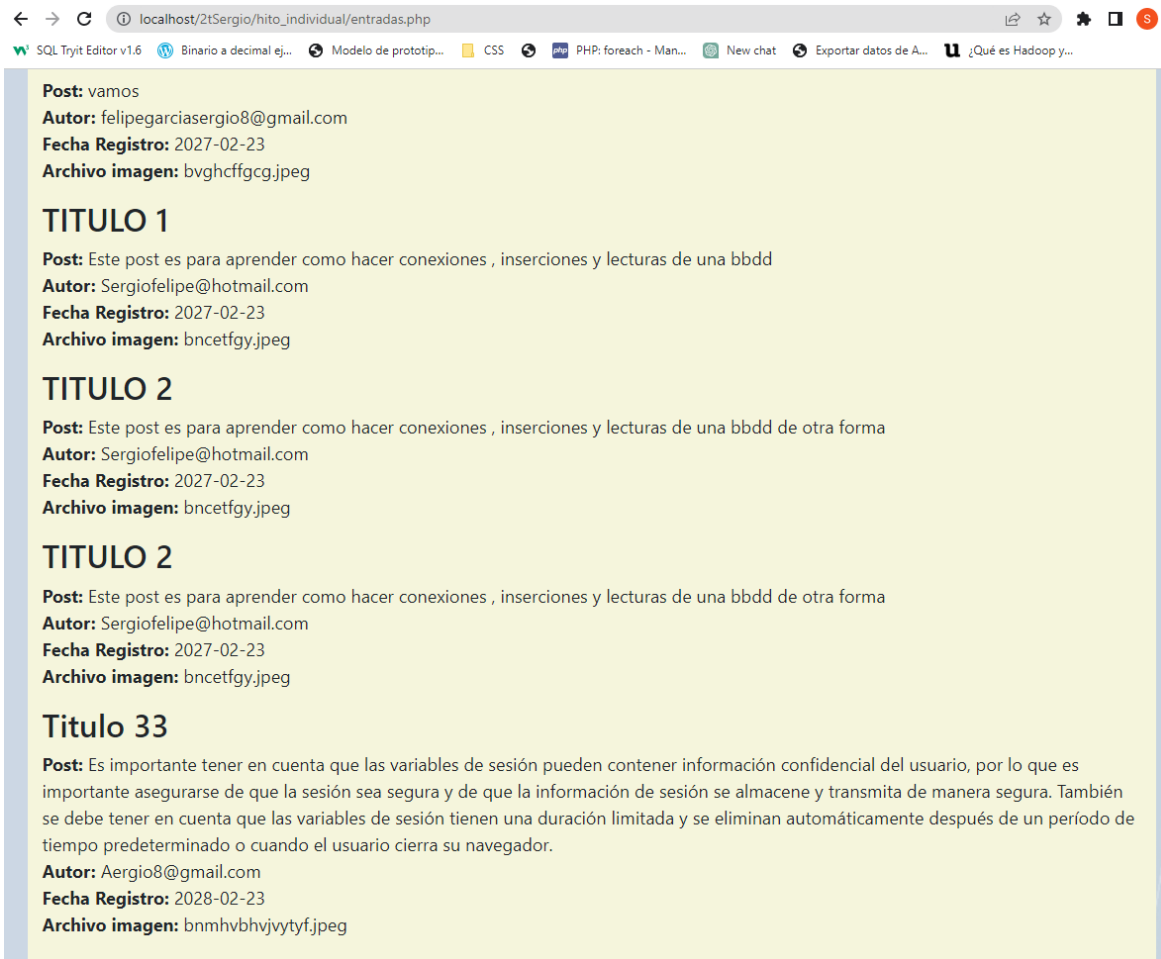 localhost/2tSergio/hito_individual/entradas.php
S
SQL Tryit Editor v1.6 Binario a decimal ej... Modelo de prototip... CSS php PHP: foreach - Man... New chat Exportar datos de A... u ¿Qué es Hadoop y...
Post: vamos
Autor: felipegarciasergio8@gmail.com
Fecha Registro: 2027-02-23
Archivo imagen: bvghcffgcg.jpeg
TITULO 1
Post: Este post es para aprender como hacer conexiones , inserciones y lecturas de una bbdd
Autor: Sergiofelipe@hotmail.com
Fecha Registro: 2027-02-23
Archivo imagen: bncetfgy.jpeg
TITULO 2
Post: Este post es para aprender como hacer conexiones , inserciones y lecturas de una bbdd de otra forma
Autor: Sergiofelipe@hotmail.com
Fecha Registro: 2027-02-23
Archivo imagen: bncetfgy.jpeg
TITULO 2
Post: Este post es para aprender como hacer conexiones , inserciones y lecturas de una bbdd de otra forma
Autor: Sergiofelipe@hotmail.com
Fecha Registro: 2027-02-23
Archivo imagen: bncetfgy.jpeg
Titulo 33
Post: Es importante tener en cuenta que las variables de sesión pueden contener información confidencial del usuario, por lo que es
importante asegurarse de que la sesión sea segura y de que la información de sesión se almacene y transmita de manera segura. También
se debe tener en cuenta que las variables de sesión tienen una duración limitada y se eliminan automáticamente después de un período de
tiempo predeterminado o cuando el usuario cierra su navegador.
Autor: Aergio8@gmail.com
Fecha Registro: 2028-02-23
Archivo imagen: bnmhvbhvjvytyf.jpeg